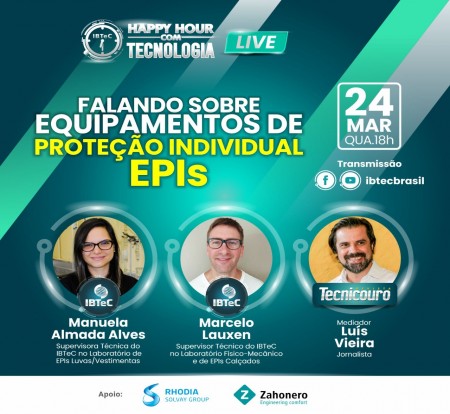 IBTeC
HAPPY HOUR
COM
TECNOLOGIA
LIVE
FALANDO SOBRE
EQUIPAMENTOS DE
PROTEÇÃO INDIVIDUAL
EPIs
24
MAR
QUA.18h
Transmissão
ibtecbrasil
IBTeC
Manuela
Almada Alves
Supervisora Técnica do
IBTeC no Laboratório de
EPIs Luvas/Vestimentas
IBTeC
Marcelo
Lauxen
Supervisor Técnico do IBTEC
no Laboratório Físico-Mecânico
e de EPIs Calçados
Tecnicouro
Mediador
Luís
Vieira
Jornalista
Apoio:
RHODIA
SOLVAY GROUP
Zahonero
Engineering comfort